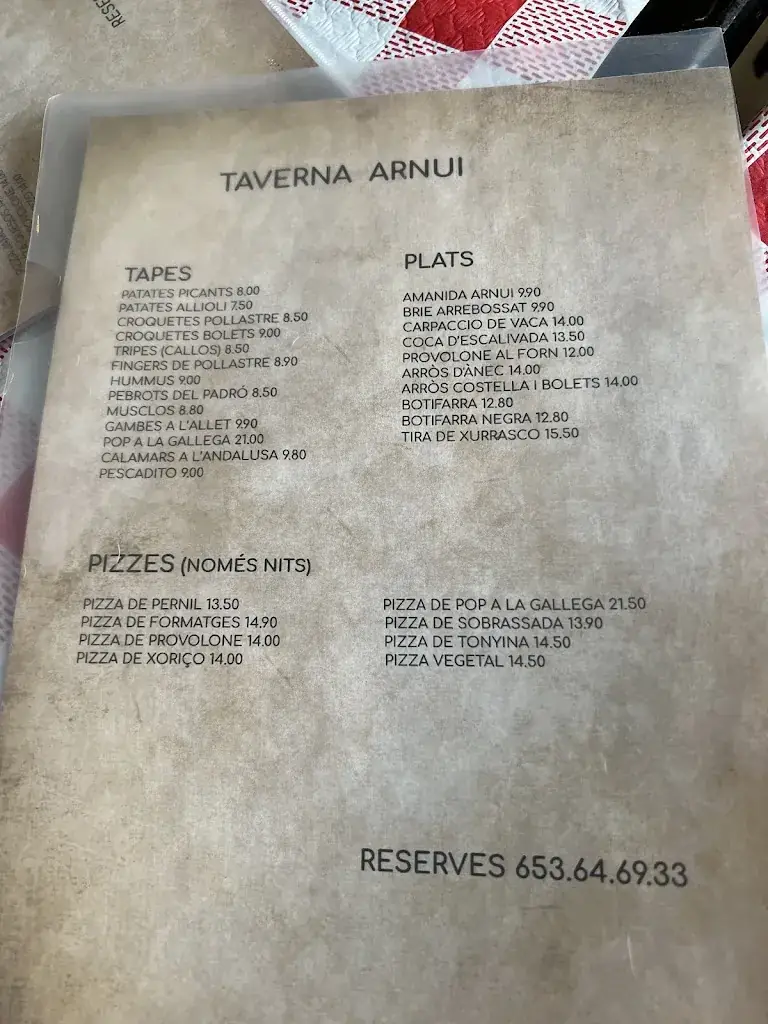 RESE
TAVERNA ARNUI
TAPES
PATATES PICANTS 8.00
PATATES ALLIOLI 7.50
CROQUETES POLLASTRE 8.50
CROQUETES BOLETS 9.00
TRIPES (CALLOS) 8.50
FINGERS DE POLLASTRE 8.90
HUMMUS 9.00
PEBROTS DEL PADRÓ 8.50
MUSCLOS 8.80
GAMBES A L'ALLET 9.90
POP A LA GALLEGA 21.00
CALAMARS A L'ANDALUSA 9.80
PESCADITO 9.00
PLATS
AMANIDA ARNUI 9.90
BRIE ARREBOSSAT 9.90
CARPACCIO DE VACA 14.00
COCA D'ESCALIVADA 13.50
PROVOLONE AL FORN 12.00
ARRÒS D'ÀNEC 14.00
ARRÒS COSTELLA I BOLETS 14.00
BOTIFARRA 12.80
BOTIFARRA NEGRA 12.80
TIRA DE XURRASCO 15.50
PIZZES (NOMÉS NITS)
PIZZA DE PERNIL 13.50
PIZZA DE FORMATGES 14.90
PIZZA DE PROVOLONE 14.00
PIZZA DE XORIÇO 14.00
PIZZA DE POP A LA GALLEGA 21.50
PIZZA DE SOBRASSADA 13.90
PIZZA DE TONYINA 14.50
PIZZA VEGETAL 14.50
RESERVES 653.64.69.33